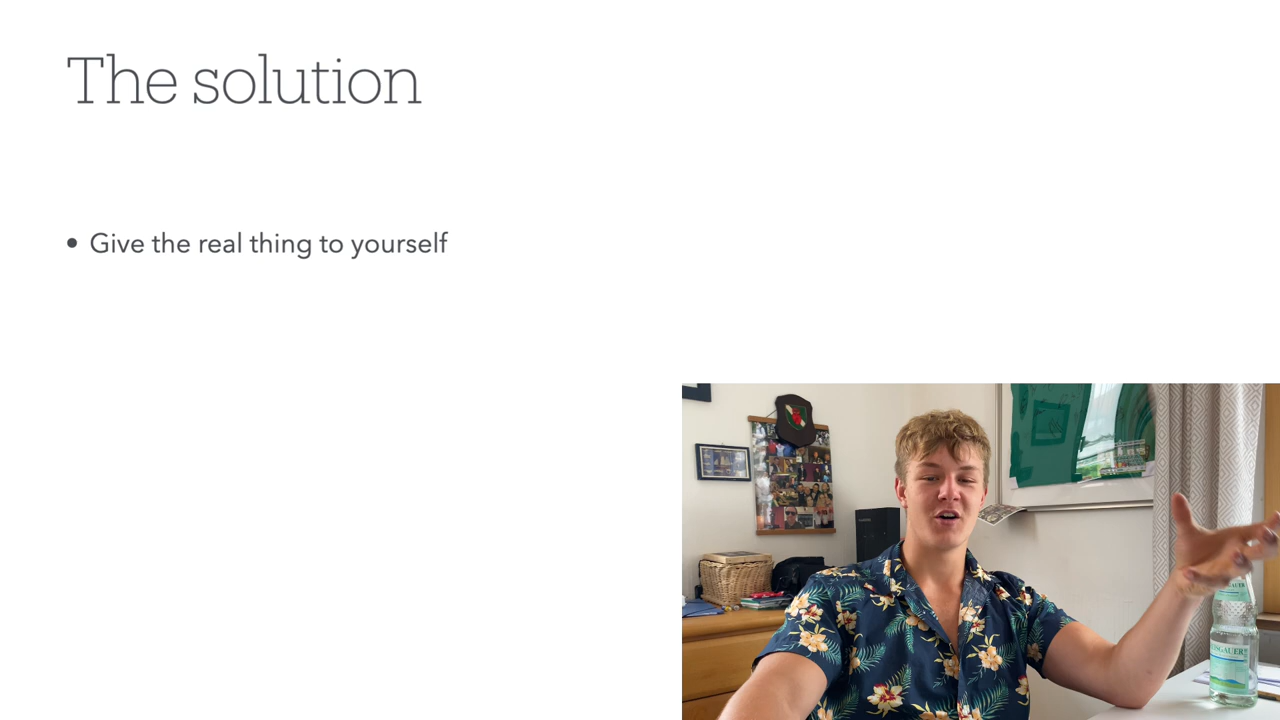 The solution
• Give the real thing to yourself